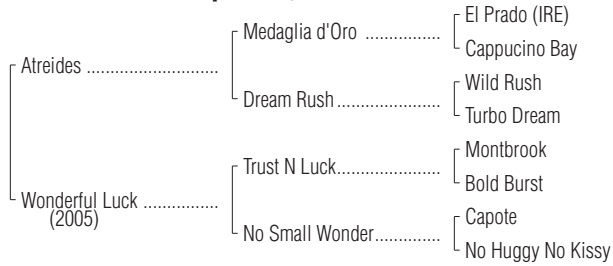 El Prado (IRE)
Medaglia d'Oro ..................
Cappucino Bay
Atreides ..............................
Wild Rush
Dream Rush.........................
Turbo Dream
Montbrook
Trust N Luck.........................
Bold Burst
Wonderful Luck .................
(2005)
Capote
No Small Wonder...............
No Huggy No Kissy